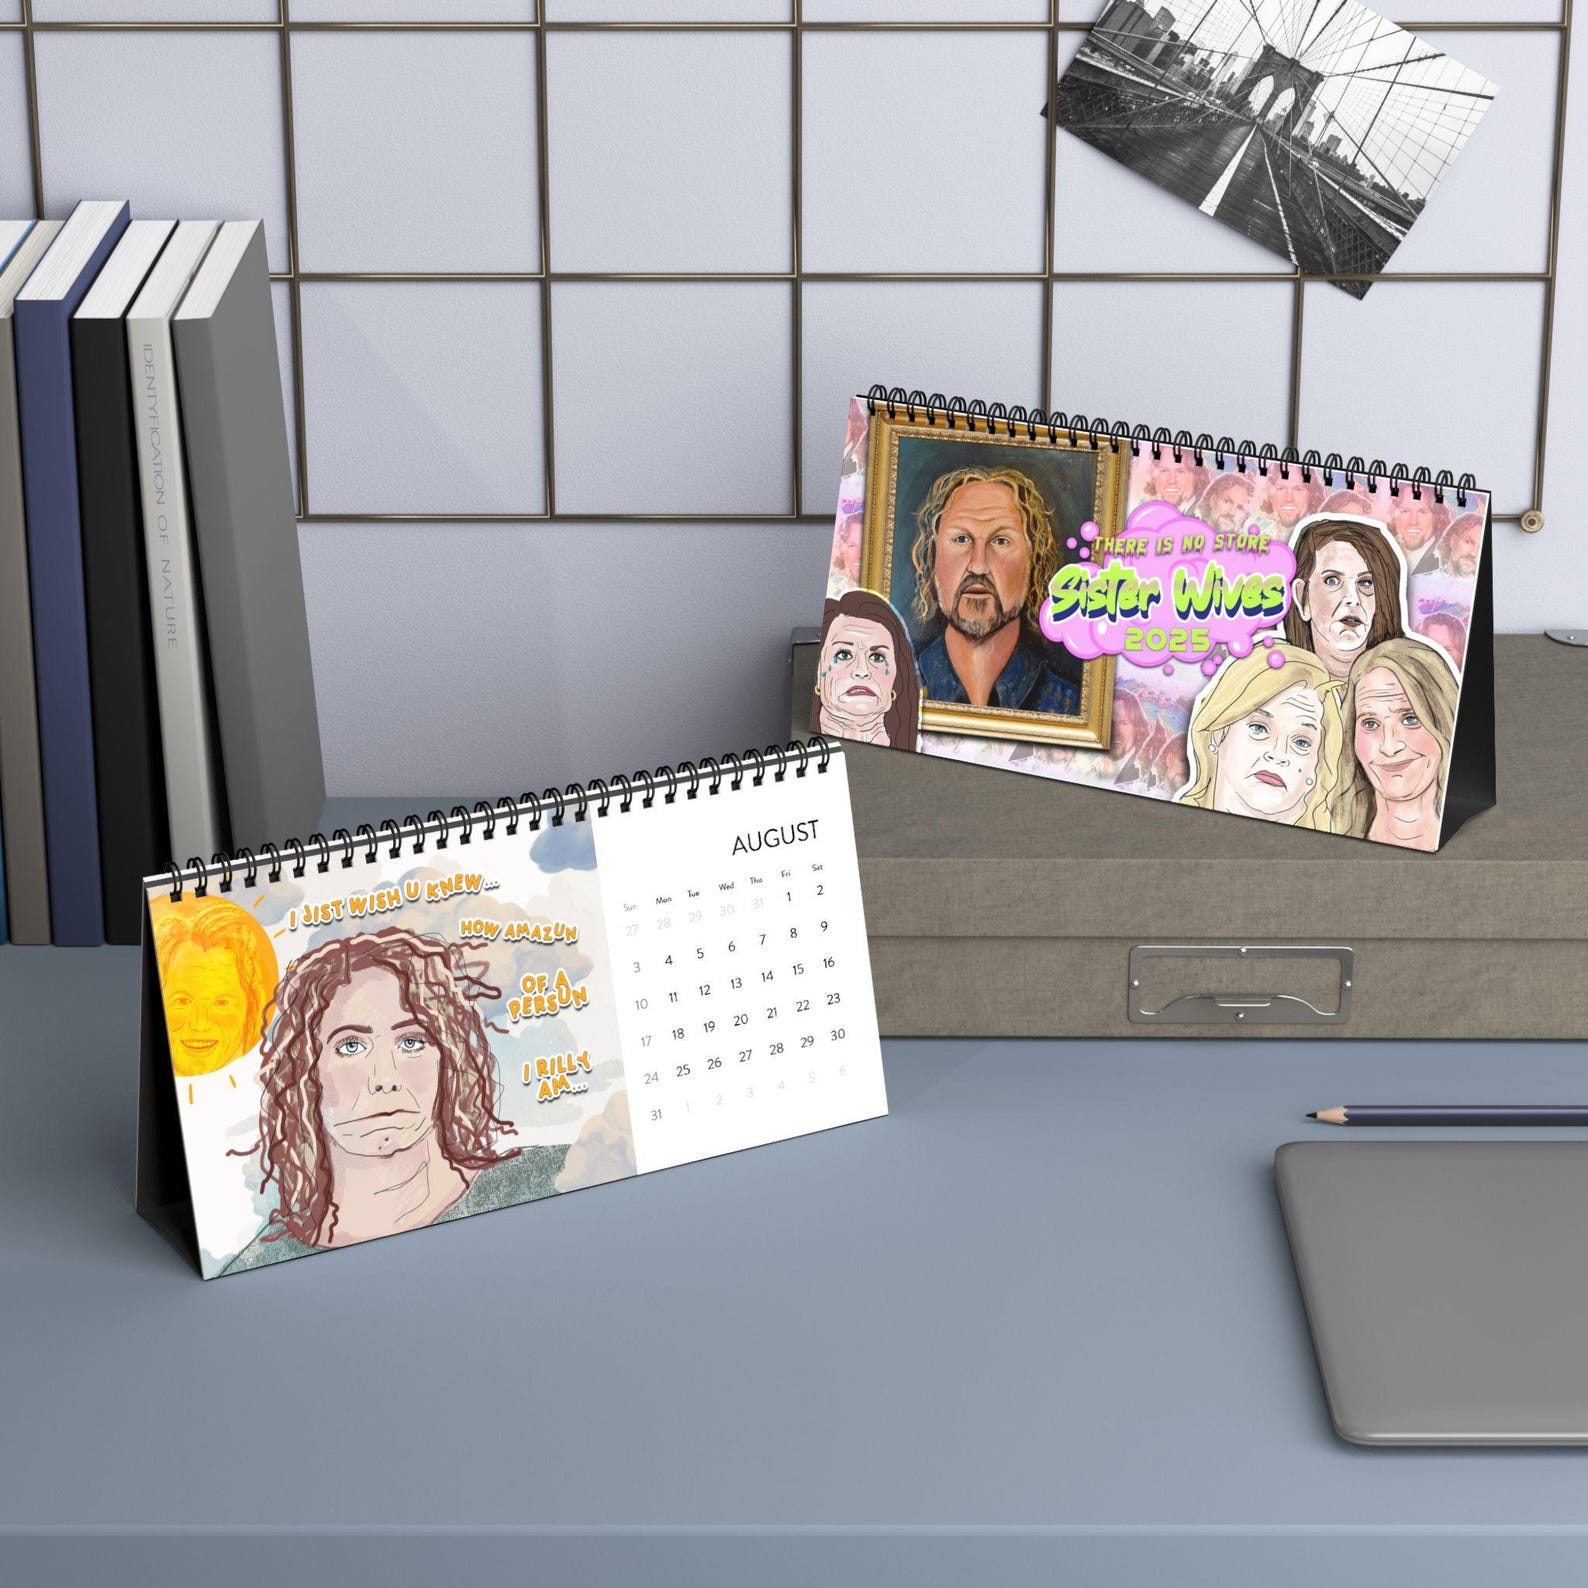 IDENTYFICATION OF NATURE
THERE IS NO STORE
Sister Wives
2025
I JIST WISH U KNEW...
HOW AMAZUN
OF A
PERSUN
I RILLY
AM...
AUGUST
Sun Mon Tue Wed Thu Fri Sat
27 28 29 30 31 1 2
3 4 5 6 7 8 9
10 11 12 13 14 15 16
17 18 19 20 21 22 23
24 25 26 27 28 29 30
31 1 2 3 4 5 6